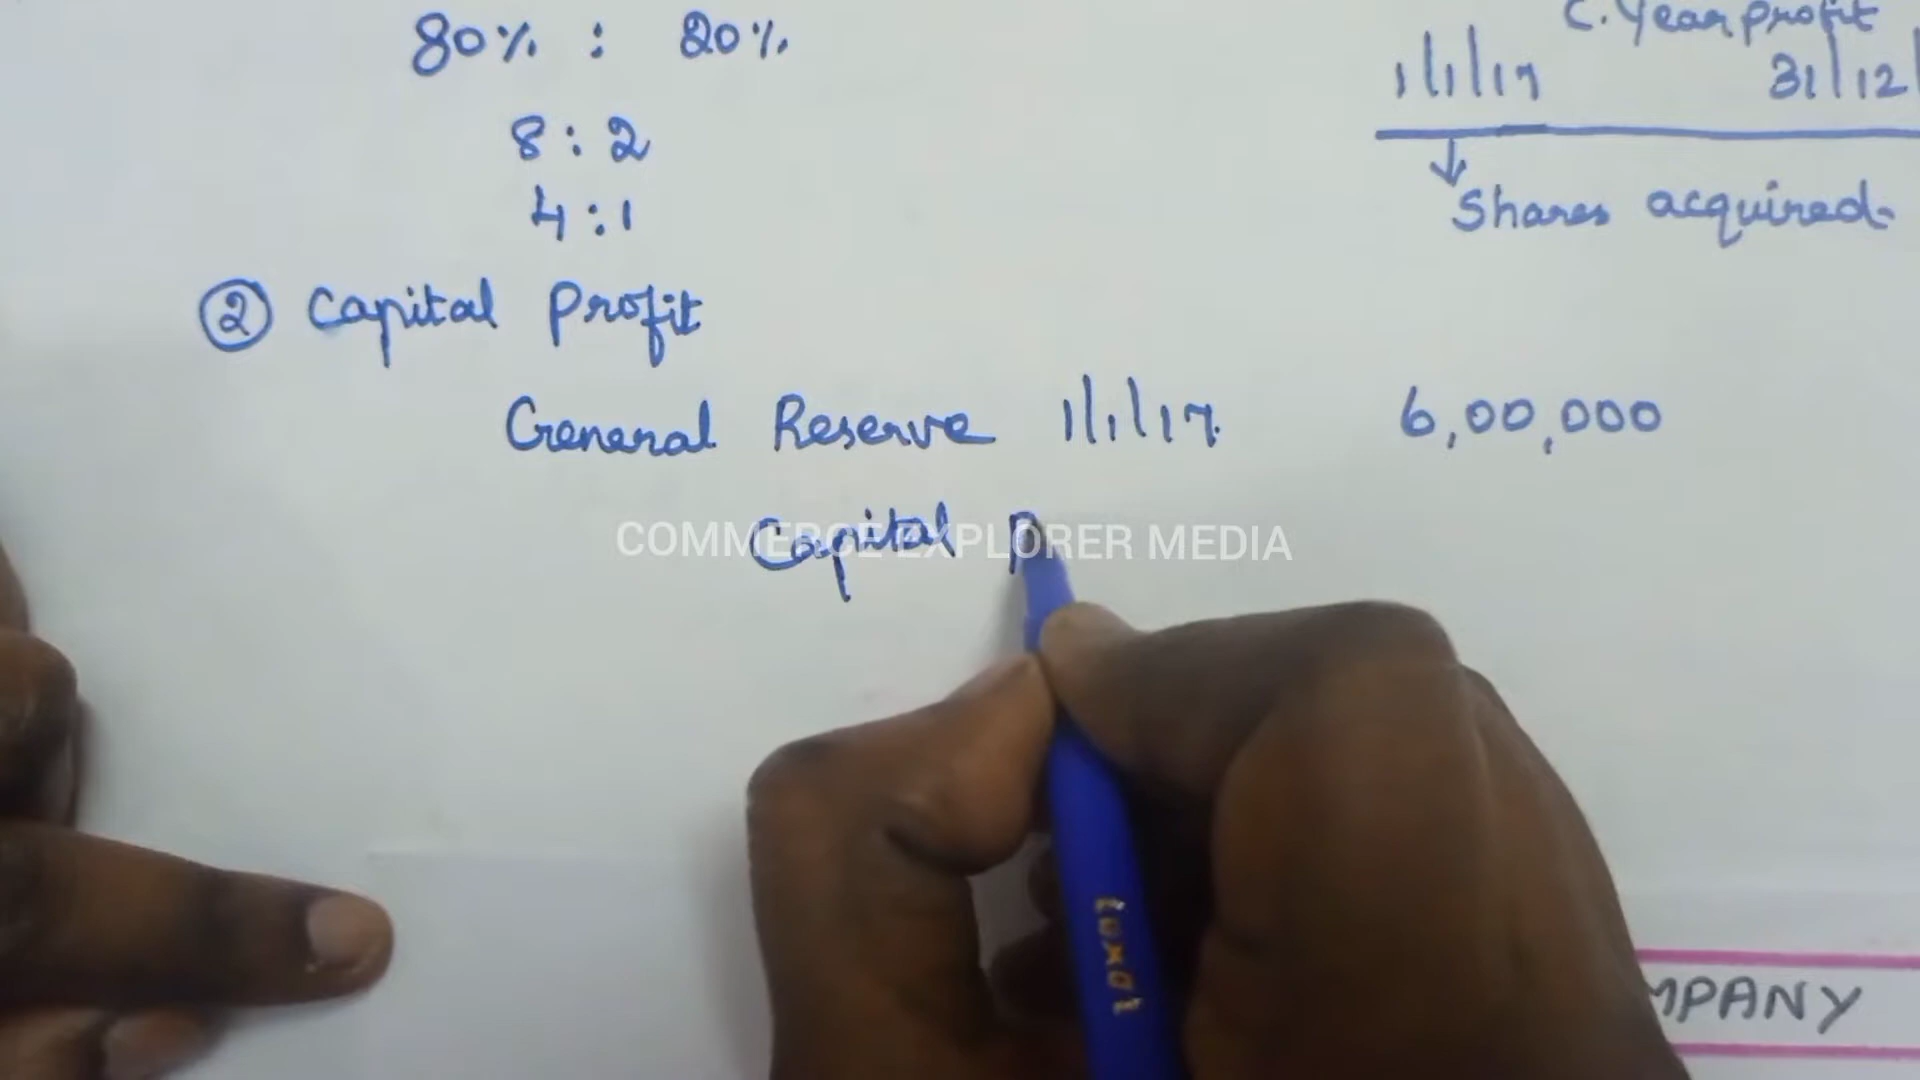 80% : 20%
8 : 2
4 : 1
C. Year profit
1/1/17 31/12/
Shares acquired
② Capital Profit
General Reserve 1/1/17. 6,00,000
Capital P
COMMERCE EXPLORER MEDIA
luxor
MPANY